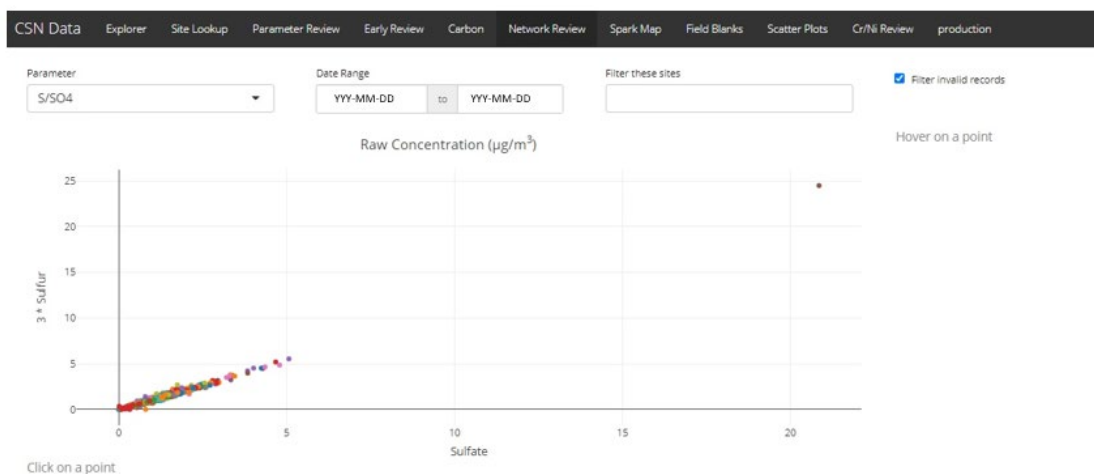 CSN Data Explorer Site Lookup Parameter Review Early Review Carbon Network Review Spark Map Field Blanks Scatter Plots Cr/Ni Review production
Parameter Date Range Filter these sites
S/SO4 YYY-MM-DD to YYY-MM-DD Filter invalid records
Raw Concentration (μg/m³)
Hover on a point
25
20
15
10
5
0
3 * Sulfur
0 5 10 15 20
Sulfate
Click on a point